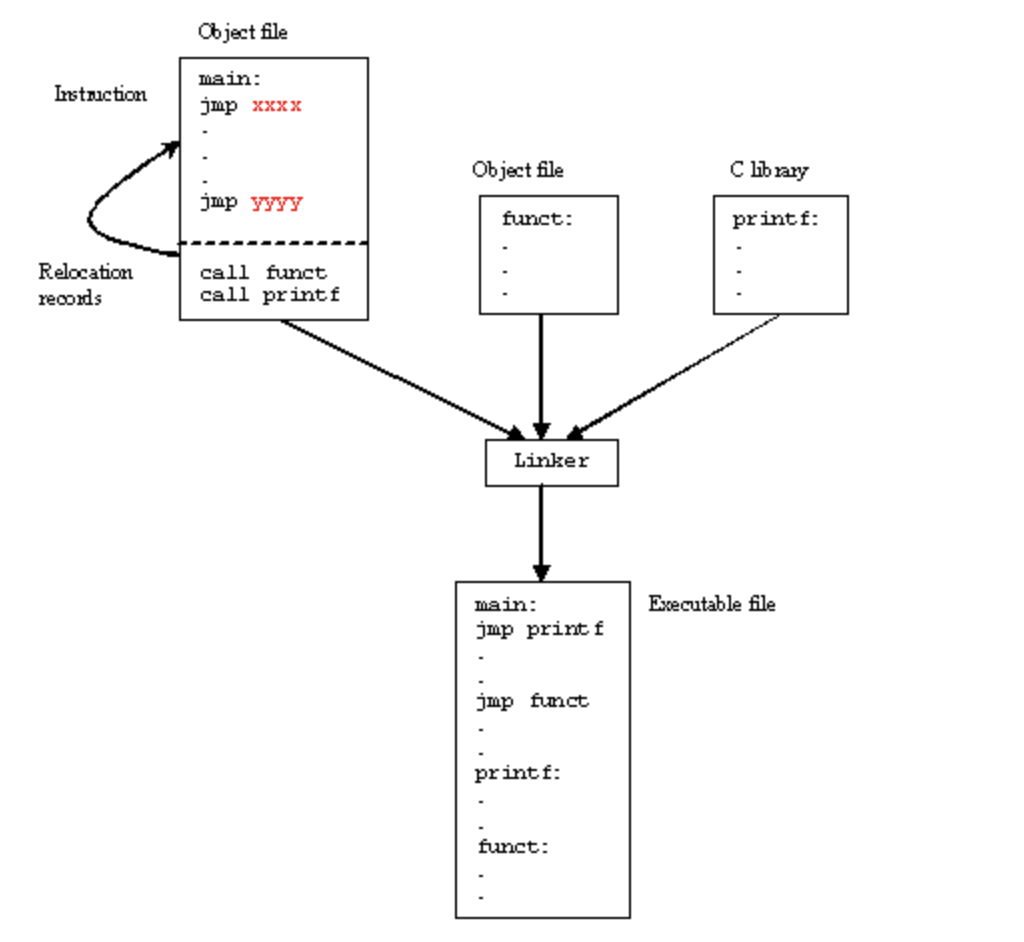 Object file
Instruction
main:
jmp xxxx
.
.
.
jmp yyyy
Relocation
records
call funct
call printf
Object file
funct:
.
.
.
C library
printf:
.
.
.
Linker
Executable file
main:
jmp printf
.
.
jmp funct
.
.
printf:
.
.
funct:
.
.